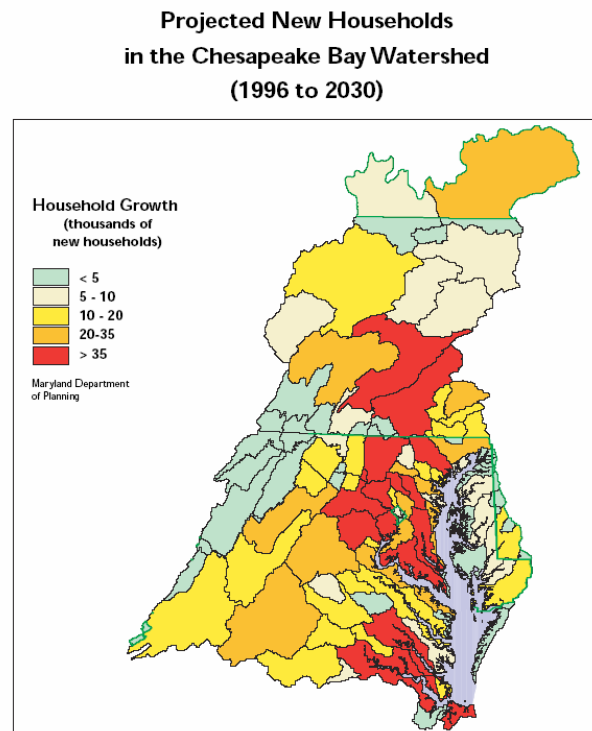 Projected New Households
in the Chesapeake Bay Watershed
(1996 to 2030)
Household Growth
(thousands of
new households)
< 5
5 - 10
10 - 20
20-35
> 35
Maryland Department
of Planning